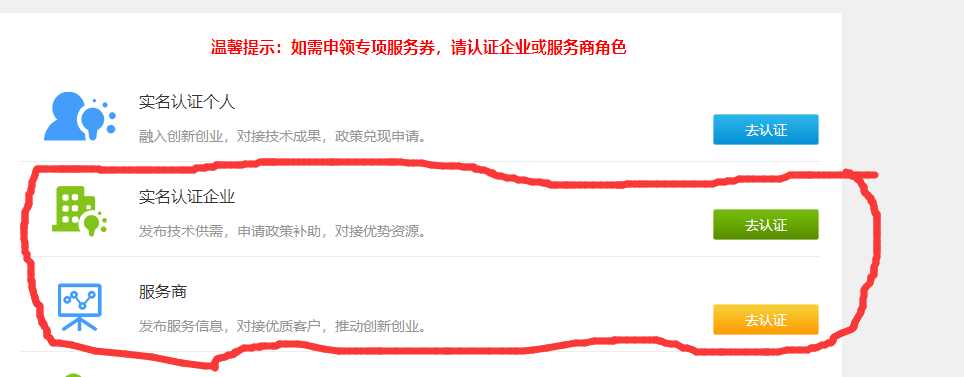 温馨提示：如需申领专项服务券，请认证企业或服务商角色
实名认证个人
融入创新创业，对接技术成果，政策兑现申请。
去认证
实名认证企业
发布技术供需，申请政策补助，对接优势资源。
去认证
服务商
发布服务信息，对接优质客户，推动创新创业。
去认证